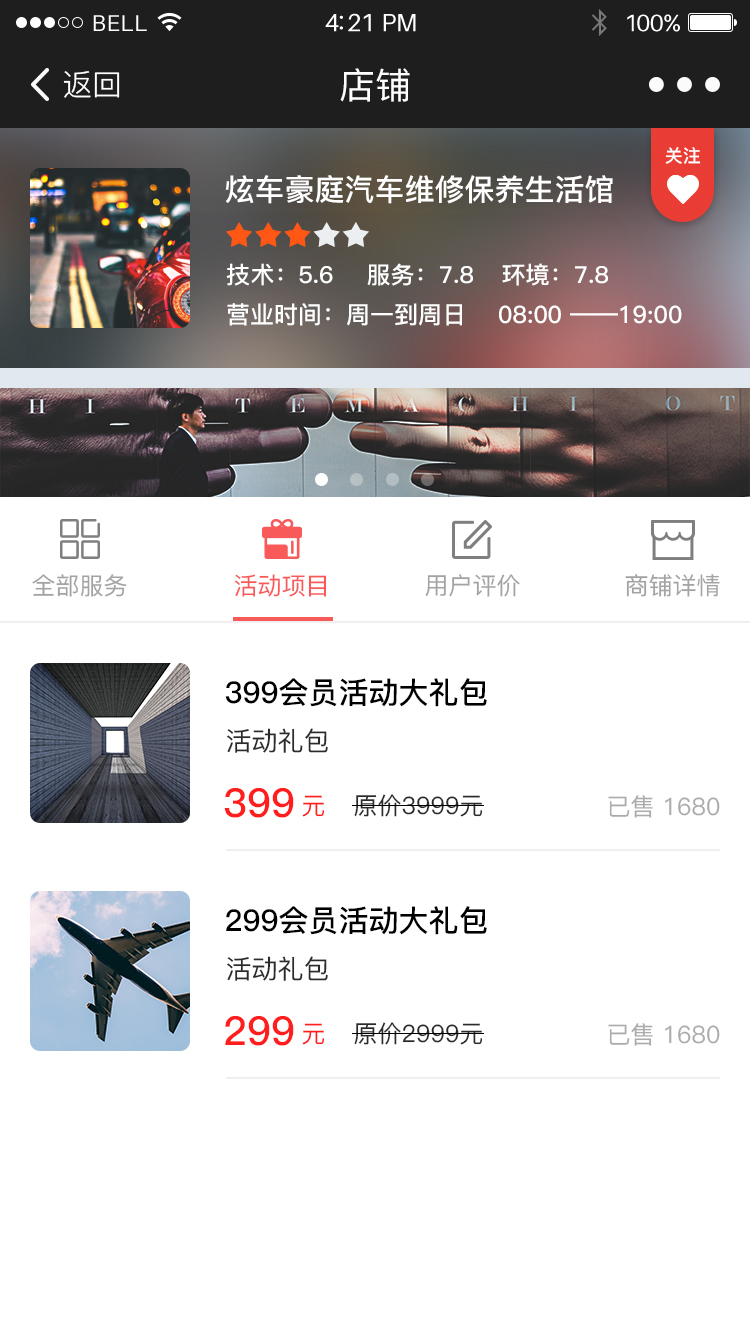 BELL 4:21 PM 100%
返回 店铺
关注
炫车豪庭汽车维修保养生活馆
技术：5.6 服务：7.8 环境：7.8
营业时间：周一到周日 08:00 ——19:00
H I T E M A C H I O T
全部服务 活动项目 用户评价 商铺详情
399会员活动大礼包
活动礼包
399 元 原价3999元 已售 1680
299会员活动大礼包
活动礼包
299 元 原价2999元 已售 1680